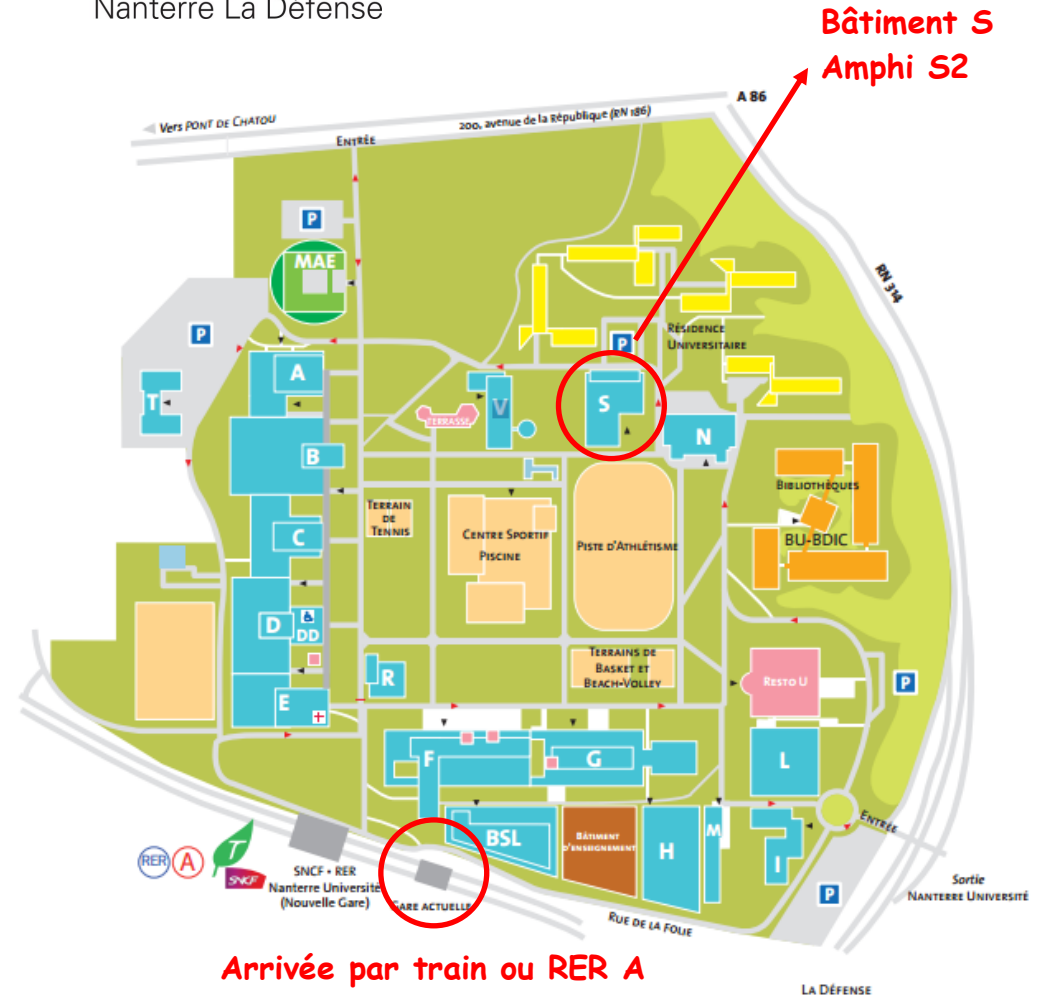 Nanterre La Défense
Bâtiment S
Amphi S2
A 86
Vers PONT DE CHATOU
200, avenue de la République (RN 186)
ENTRÉE
P
MAE
RN 314
P
P
RÉSIDENCE
UNIVERSITAIRE
A
T
V
S
TERRASSE
N
B
BIBLIOTHÈQUES
TERRAIN
DE
TENNIS
CENTRE SPORTIF
PISCINE
PISTE D'ATHLÉTISME
BU-BDIC
C
D
DD
TERRAINS DE
BASKET ET
BEACH-VOLLEY
R
RESTO U
P
E
F
G
L
BSL
BÂTIMENT
D'ENSEIGNEMENT
H
M
I
ENTRÉE
RER A
T
SNCF
SNCF • RER
Nanterre Université
(Nouvelle Gare)
GARE ACTUELLE
P
Sortie
NANTERRE UNIVERSITÉ
RUE DE LA FOLIE
Arrivée par train ou RER A
LA DÉFENSE